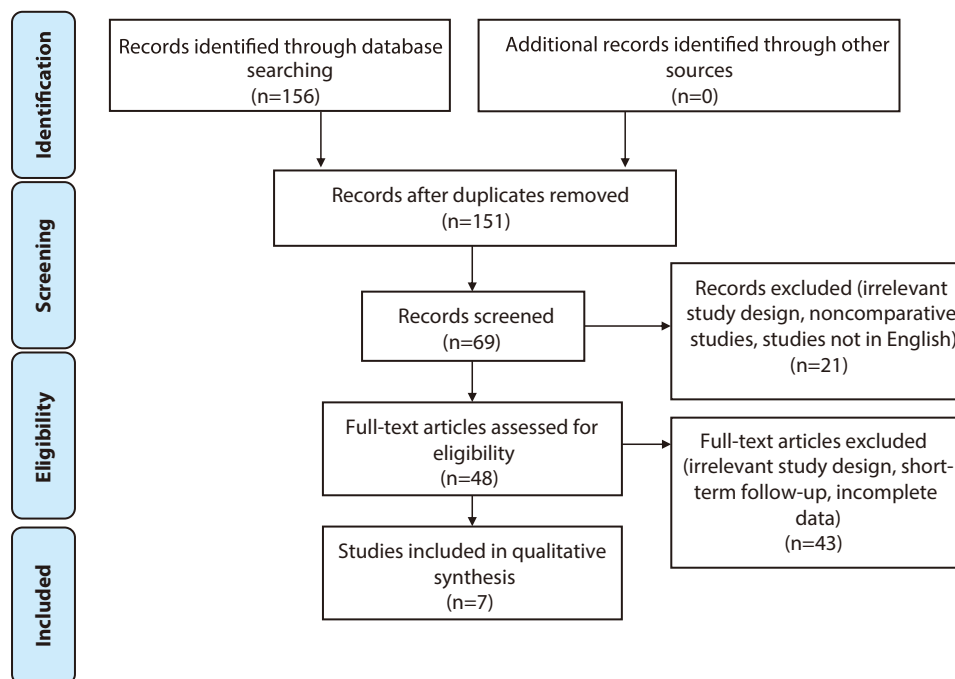 Identification
Records identified through database
searching
(n=156)
Additional records identified through other
sources
(n=0)
Screening
Records after duplicates removed
(n=151)
Records screened
(n=69)
Records excluded (irrelevant
study design, noncomparative
studies, studies not in English)
(n=21)
Eligibility
Full-text articles assessed for
eligibility
(n=48)
Full-text articles excluded
(irrelevant study design, short-
term follow-up, incomplete
data)
(n=43)
Included
Studies included in qualitative
synthesis
(n=7)